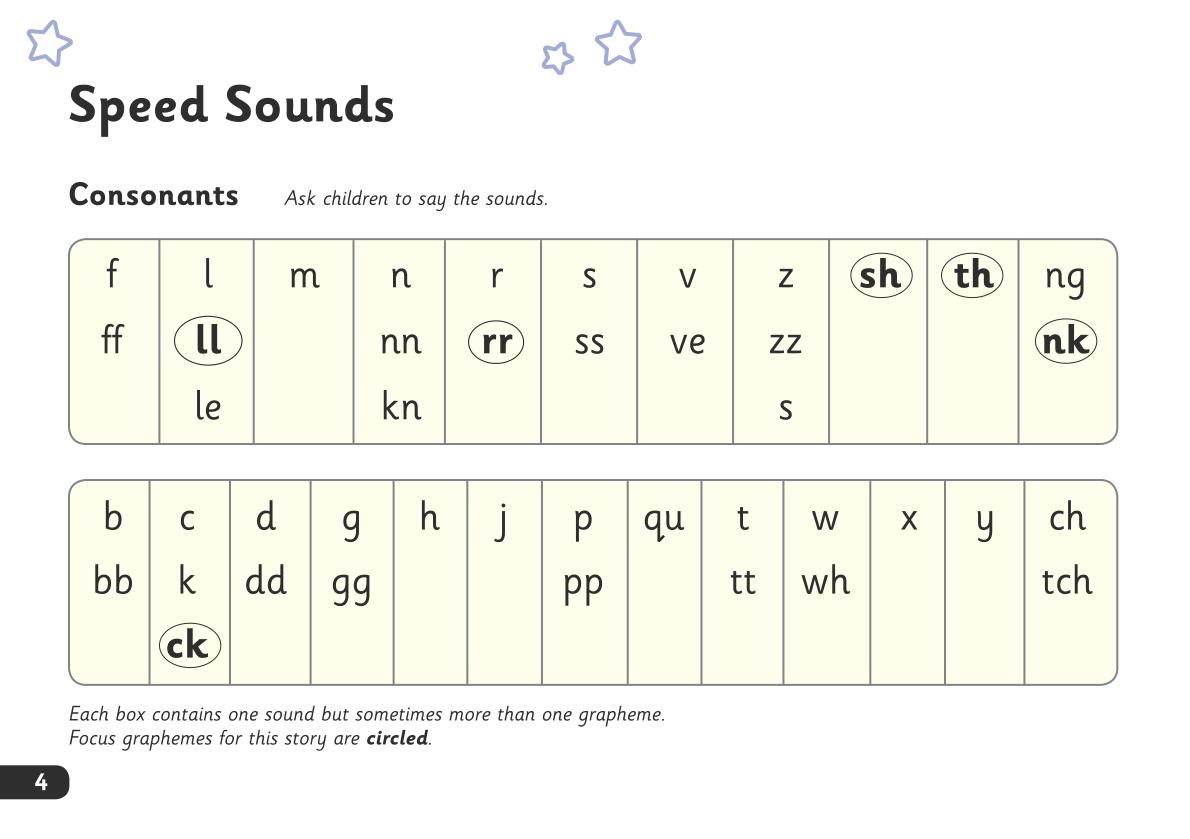 Speed Sounds
Consonants Ask children to say the sounds.
f l m n r s v z sh th ng
ff ll nn rr ss ve zz nk
le kn s
b c d g h j p qu t w x y ch
bb k dd gg pp tt wh tch
ck
Each box contains one sound but sometimes more than one grapheme.
Focus graphemes for this story are circled.
4